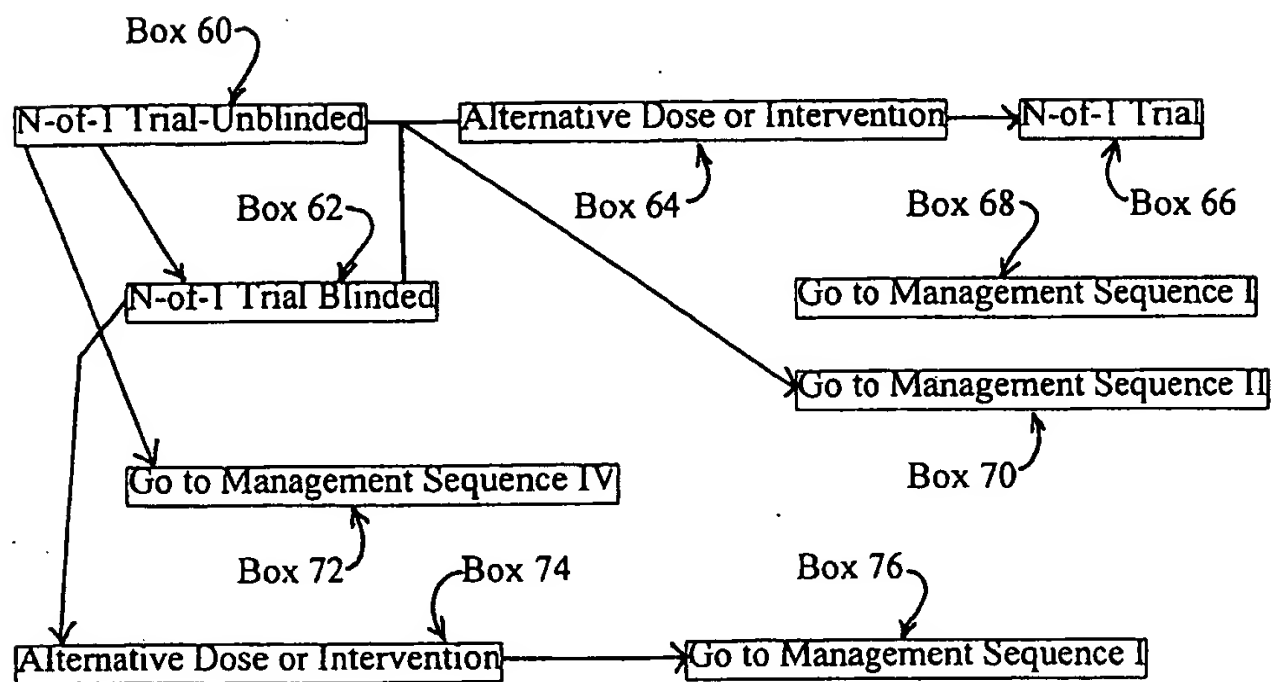 Box 60
N-of-1 Trial-Unblinded
Alternative Dose or Intervention
N-of-1 Trial
Box 62
Box 64
Box 68
Box 66
N-of-1 Trial Blinded
Go to Management Sequence I
Go to Management Sequence II
Box 70
Go to Management Sequence IV
Box 72
Box 74
Box 76
Alternative Dose or Intervention
Go to Management Sequence I